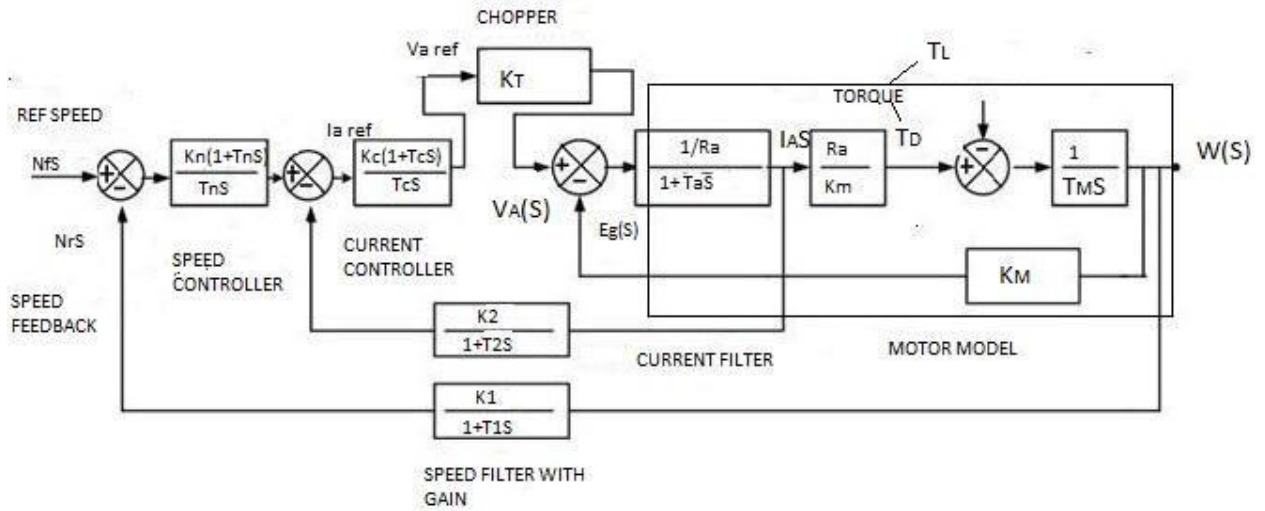 CHOPPER
Va ref
KT
TL
TORQUE
TD
REF SPEED
NfS
+
-
Kn(1+TnS)
TnS
+
-
Ia ref
Kc(1+TcS)
TcS
+
-
VA(S)
1/Ra
1+TaS
IAS
Ra
Km
-
+
1
TMS
W(S)
Eg(S)
KM
NrS
SPEED
CONTROLLER
CURRENT
CONTROLLER
SPEED
FEEDBACK
K2
1+T2S
CURRENT FILTER
MOTOR MODEL
K1
1+T1S
SPEED FILTER WITH
GAIN